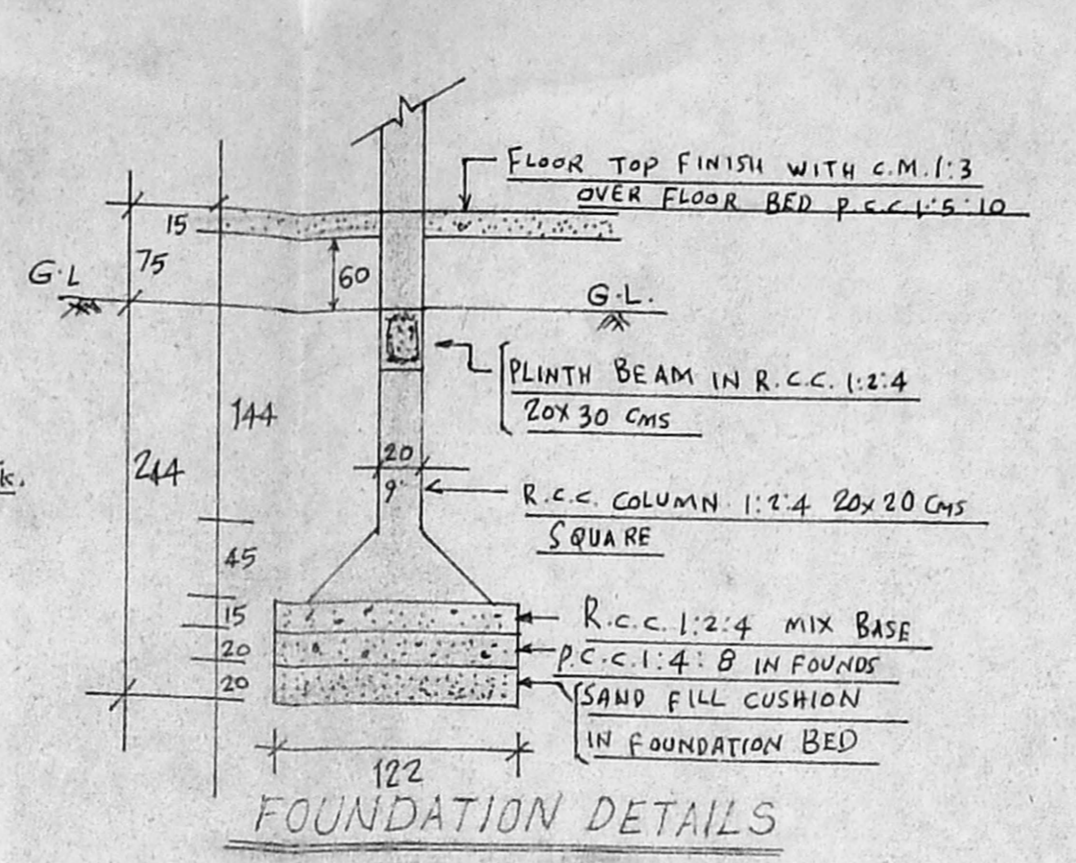 FLOOR TOP FINISH WITH C.M. 1:3
OVER FLOOR BED P.C.C 1:5:10
15
75
60
G.L
G.L.
PLINTH BEAM IN R.C.C. 1:2:4
20X30 CMS
144
244
k.
20
9"
R.C.C. COLUMN. 1:2:4 20x20 CMS
SQUARE
45
15
R.C.C. 1:2:4 MIX BASE
20
P.C.C. 1:4:8 IN FOUNDS
20
SAND FILL CUSHION
IN FOUNDATION BED
122
FOUNDATION DETAILS